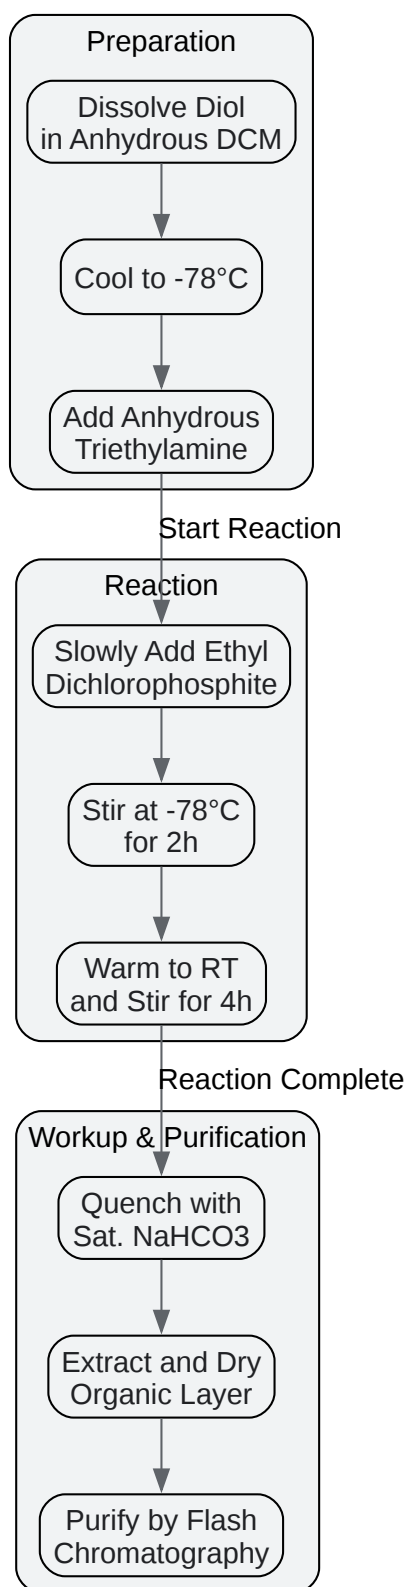 Preparation
Dissolve Diol
in Anhydrous DCM
Cool to -78°C
Add Anhydrous
Triethylamine
Start Reaction
Reaction
Slowly Add Ethyl
Dichlorophosphite
Stir at -78°C
for 2h
Warm to RT
and Stir for 4h
Reaction Complete
Workup & Purification
Quench with
Sat. NaHCO3
Extract and Dry
Organic Layer
Purify by Flash
Chromatography